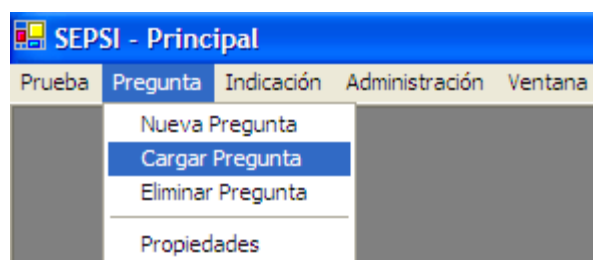 SEPSI - Principal
Prueba Pregunta Indicación Administración Ventana
Nueva Pregunta
Cargar Pregunta
Eliminar Pregunta
Propiedades